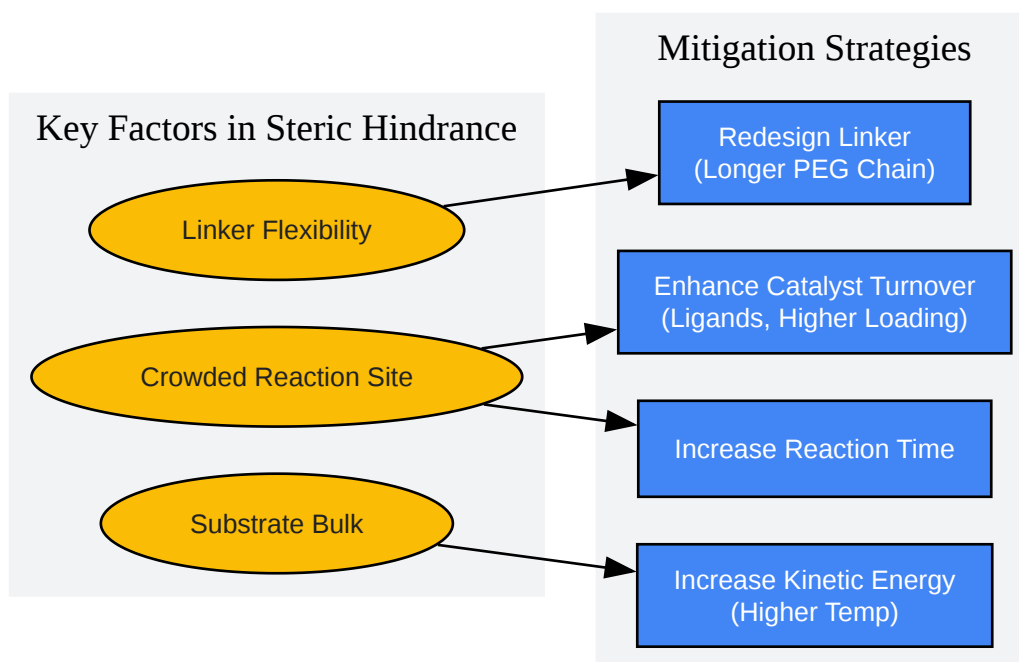 Key Factors in Steric Hindrance
Linker Flexibility
Crowded Reaction Site
Substrate Bulk
Mitigation Strategies
Redesign Linker
(Longer PEG Chain)
Enhance Catalyst Turnover
(Ligands, Higher Loading)
Increase Reaction Time
Increase Kinetic Energy
(Higher Temp)